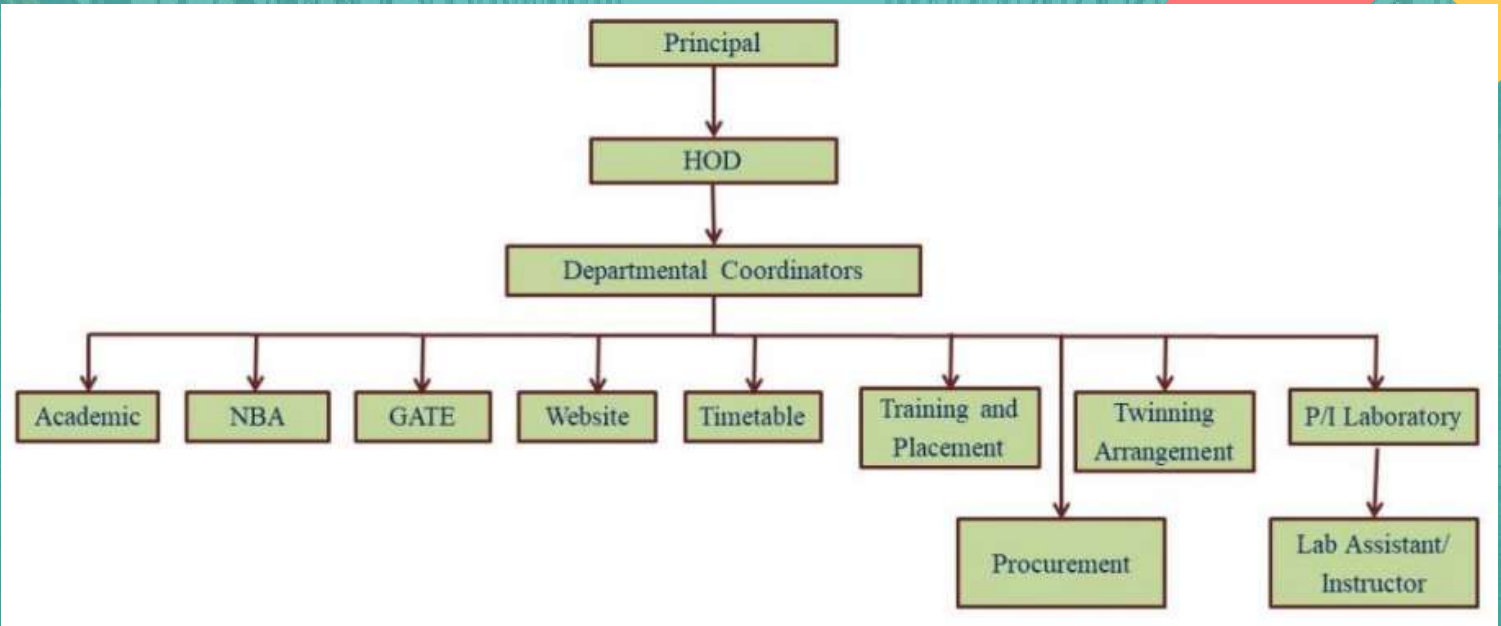 Principal
HOD
Departmental Coordinators
Academic
NBA
GATE
Website
Timetable
Training and
Placement
Twinning
Arrangement
P/I Laboratory
Procurement
Lab Assistant/
Instructor